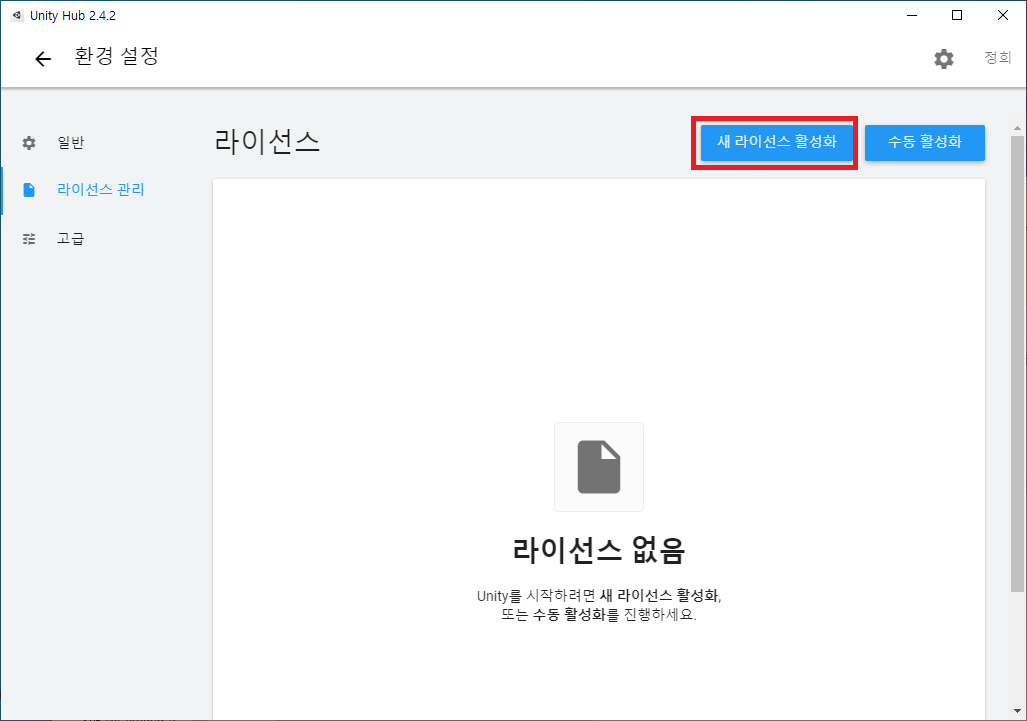 Unity Hub 2.4.2
환경 설정
정희
일반
라이선스 관리
고급
라이선스
새 라이선스 활성화
수동 활성화
라이선스 없음
Unity를 시작하려면 새 라이선스 활성화,
또는 수동 활성화를 진행하세요.